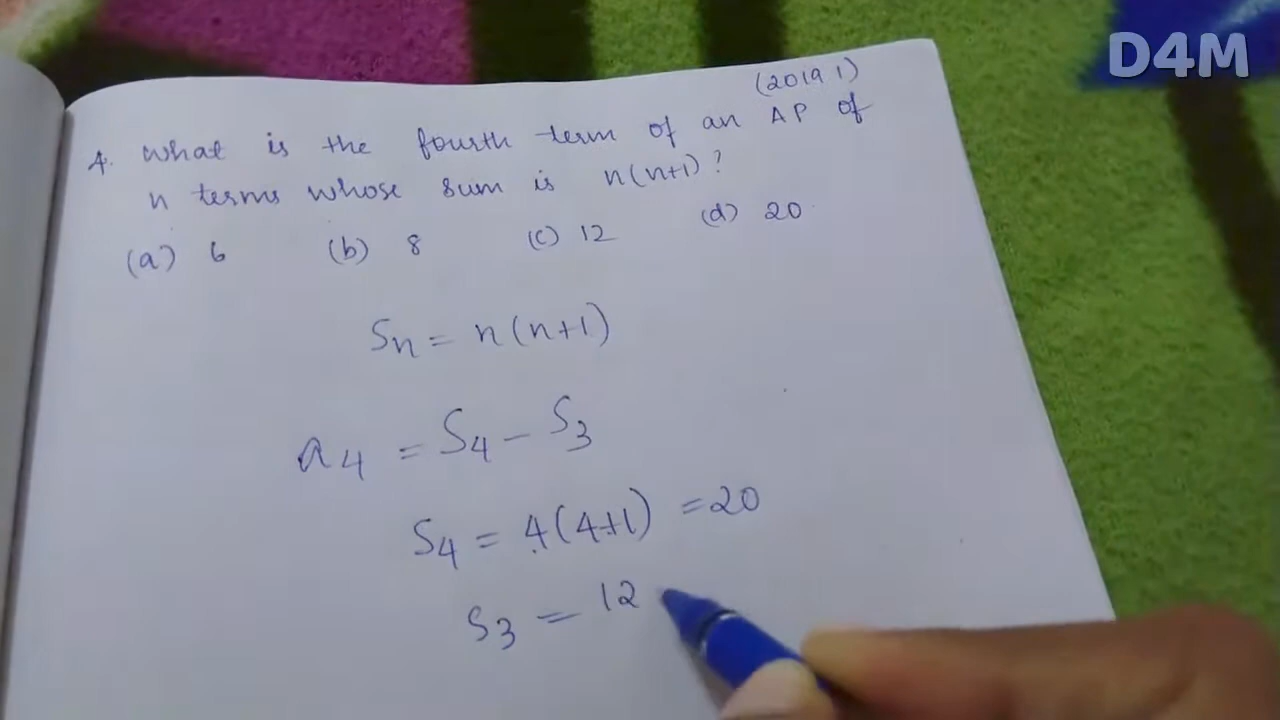 D4M
(2019 1)
4. What is the fourth term of an AP of
n terms whose sum is n(n+1)?
(a) 6 (b) 8 (c) 12 (d) 20
Sn = n(n+1)
a4 = S4 - S3
S4 = 4(4+1) = 20
S3 = 12